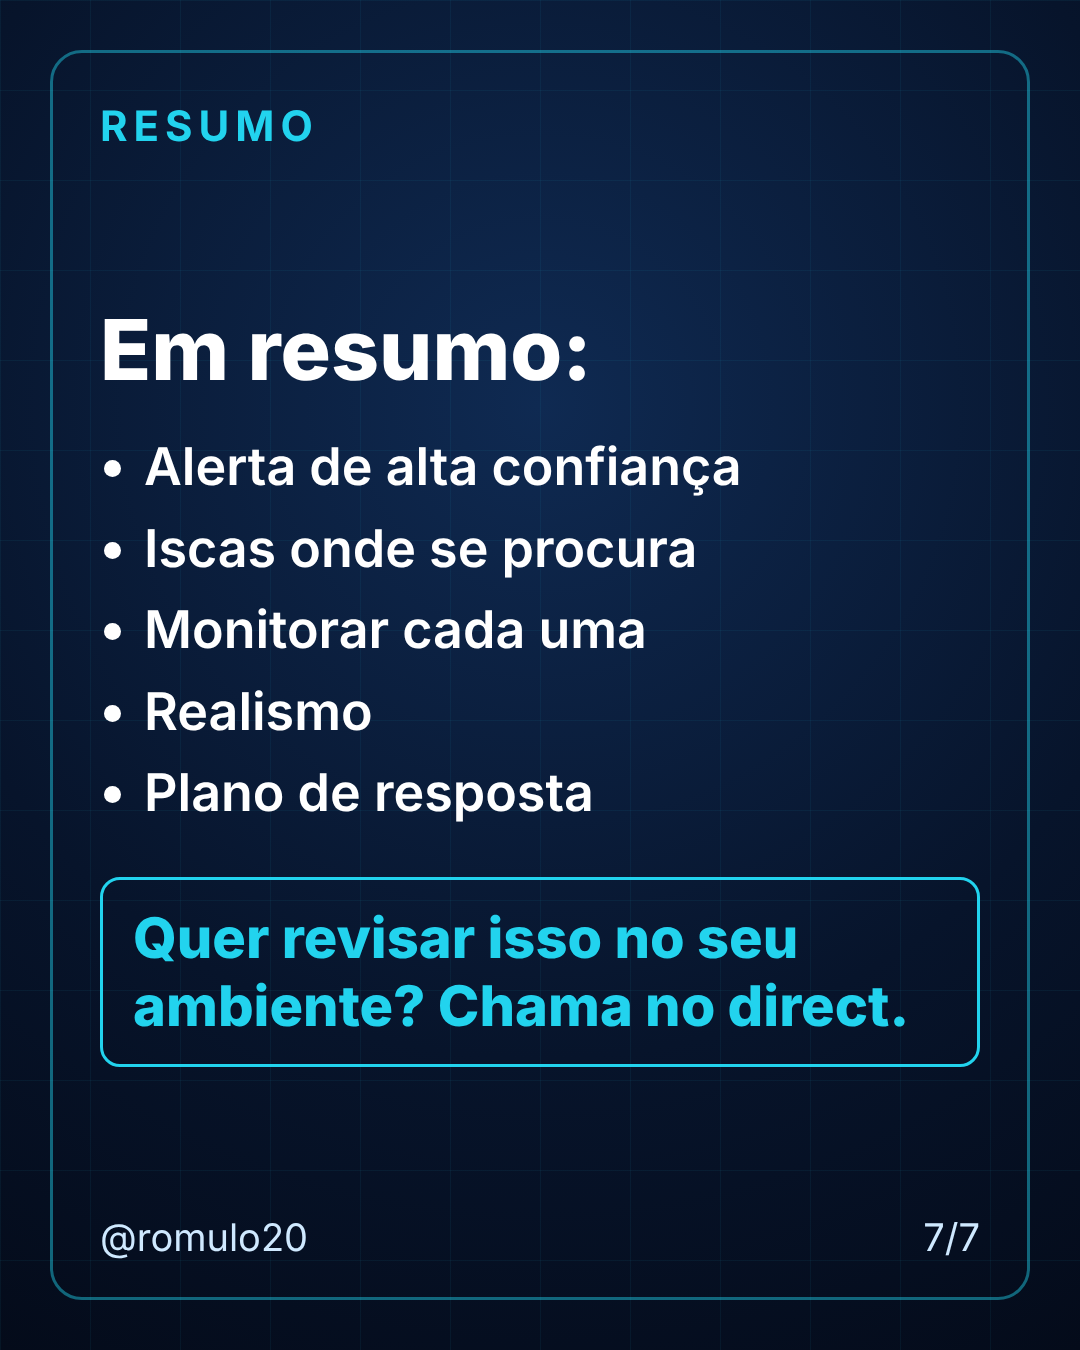 RESUMO
Em resumo:
• Alerta de alta confiança
• Iscas onde se procura
• Monitorar cada uma
• Realismo
• Plano de resposta
Quer revisar isso no seu
ambiente? Chama no direct.
@romulo20
7/7